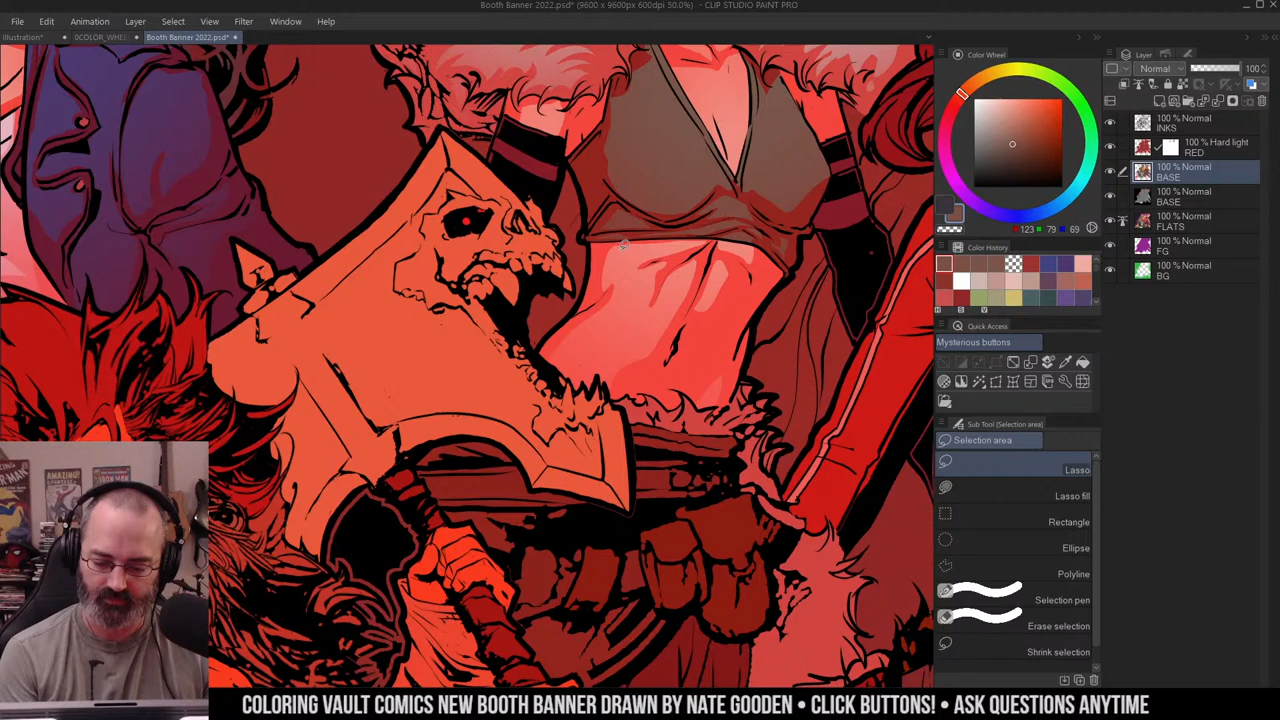 Booth Banner 2022.psd* (9600 x 9600px 600dpi 50.0%) - CLIP STUDIO PAINT PRO
File Edit Animation Layer Select View Filter Window Help
Illustration* 0COLOR_WHEE Booth Banner 2022.psd*
Color Wheel
123 79 69
Color History
H S V
Quick Access
Mysterious buttons
Sub Tool [Selection area]
Selection area
Lasso
Lasso fill
Rectangle
Ellipse
Polyline
Selection pen
Erase selection
Shrink selection
Layer
Normal 100
100 % Normal
INKS
100 % Hard light
RED
100 % Normal
BASE
100 % Normal
BASE
100 % Normal
FLATS
100 % Normal
FG
100 % Normal
BG
AMAZING
COLORING VAULT COMICS NEW BOOTH BANNER DRAWN BY NATE GOODEN • CLICK BUTTONS! • ASK QUESTIONS ANYTIME